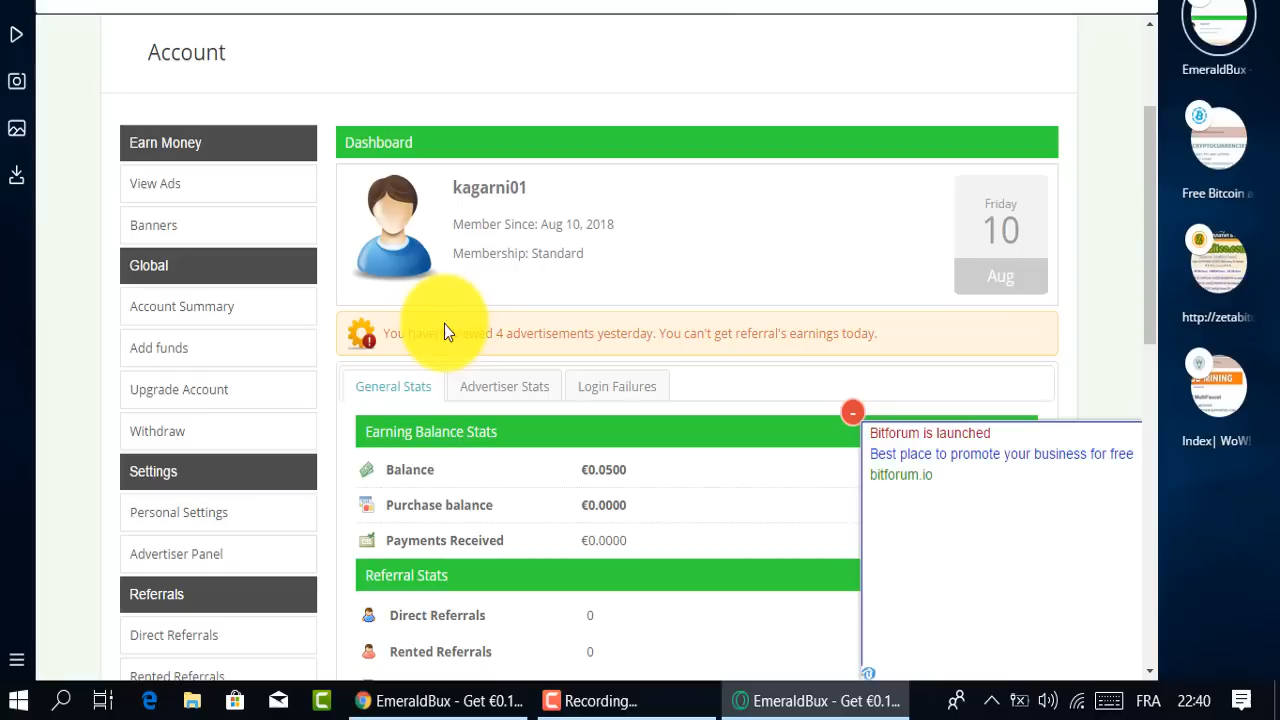 Account
Earn Money
View Ads
Banners
Global
Account Summary
Add funds
Upgrade Account
Withdraw
Settings
Personal Settings
Advertiser Panel
Referrals
Direct Referrals
Rented Referrals
Dashboard
kagarni01
Member Since: Aug 10, 2018
Membership: Standard
Friday
10
Aug
You haven't viewed 4 advertisements yesterday. You can't get referral's earnings today.
General Stats
Advertiser Stats
Login Failures
Earning Balance Stats
Balance €0.0500
Purchase balance €0.0000
Payments Received €0.0000
Referral Stats
Direct Referrals 0
Rented Referrals 0
-
Bitforum is launched
Best place to promote your business for free
bitforum.io
EmeraldBux -
Free Bitcoin a
http://zetabit
MINING
MultiFaucet
Index| WoW!
EmeraldBux - Get €0.1...
Recording...
EmeraldBux - Get €0.1...
FRA
22:40